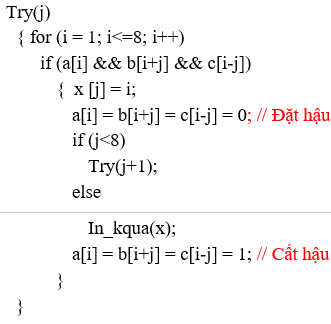 Try(j)
{ for (i = 1; i<=8; i++)
if (a[i] && b[i+j] && c[i-j])
{ x [j] = i;
a[i] = b[i+j] = c[i-j] = 0; // Đặt hậu
if (j<8)
Try(j+1);
else
In_kqua(x);
a[i] = b[i+j] = c[i-j] = 1; // Cất hậu
}
}